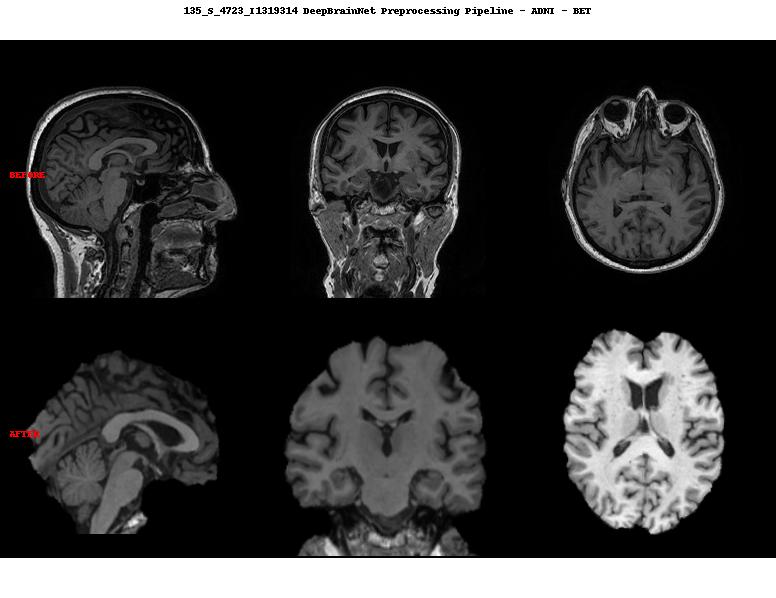 135_S_4723_I1319314 DeepBrainNet Preprocessing Pipeline - ADNI - BET
BEFORE
AFTER